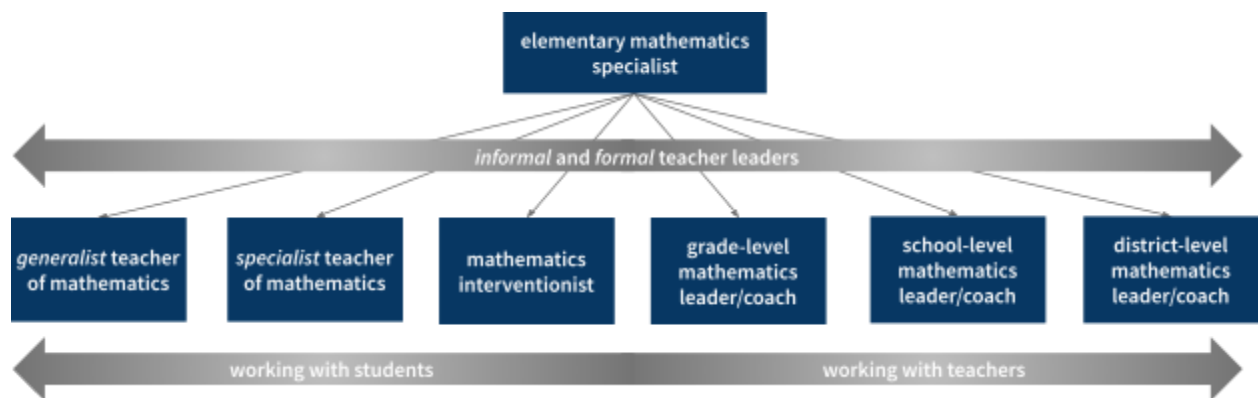 elementary mathematics
specialist
informal and formal teacher leaders
generalist teacher
of mathematics
specialist teacher
of mathematics
mathematics
interventionist
grade-level
mathematics
leader/coach
school-level
mathematics
leader/coach
district-level
mathematics
leader/coach
working with students
working with teachers